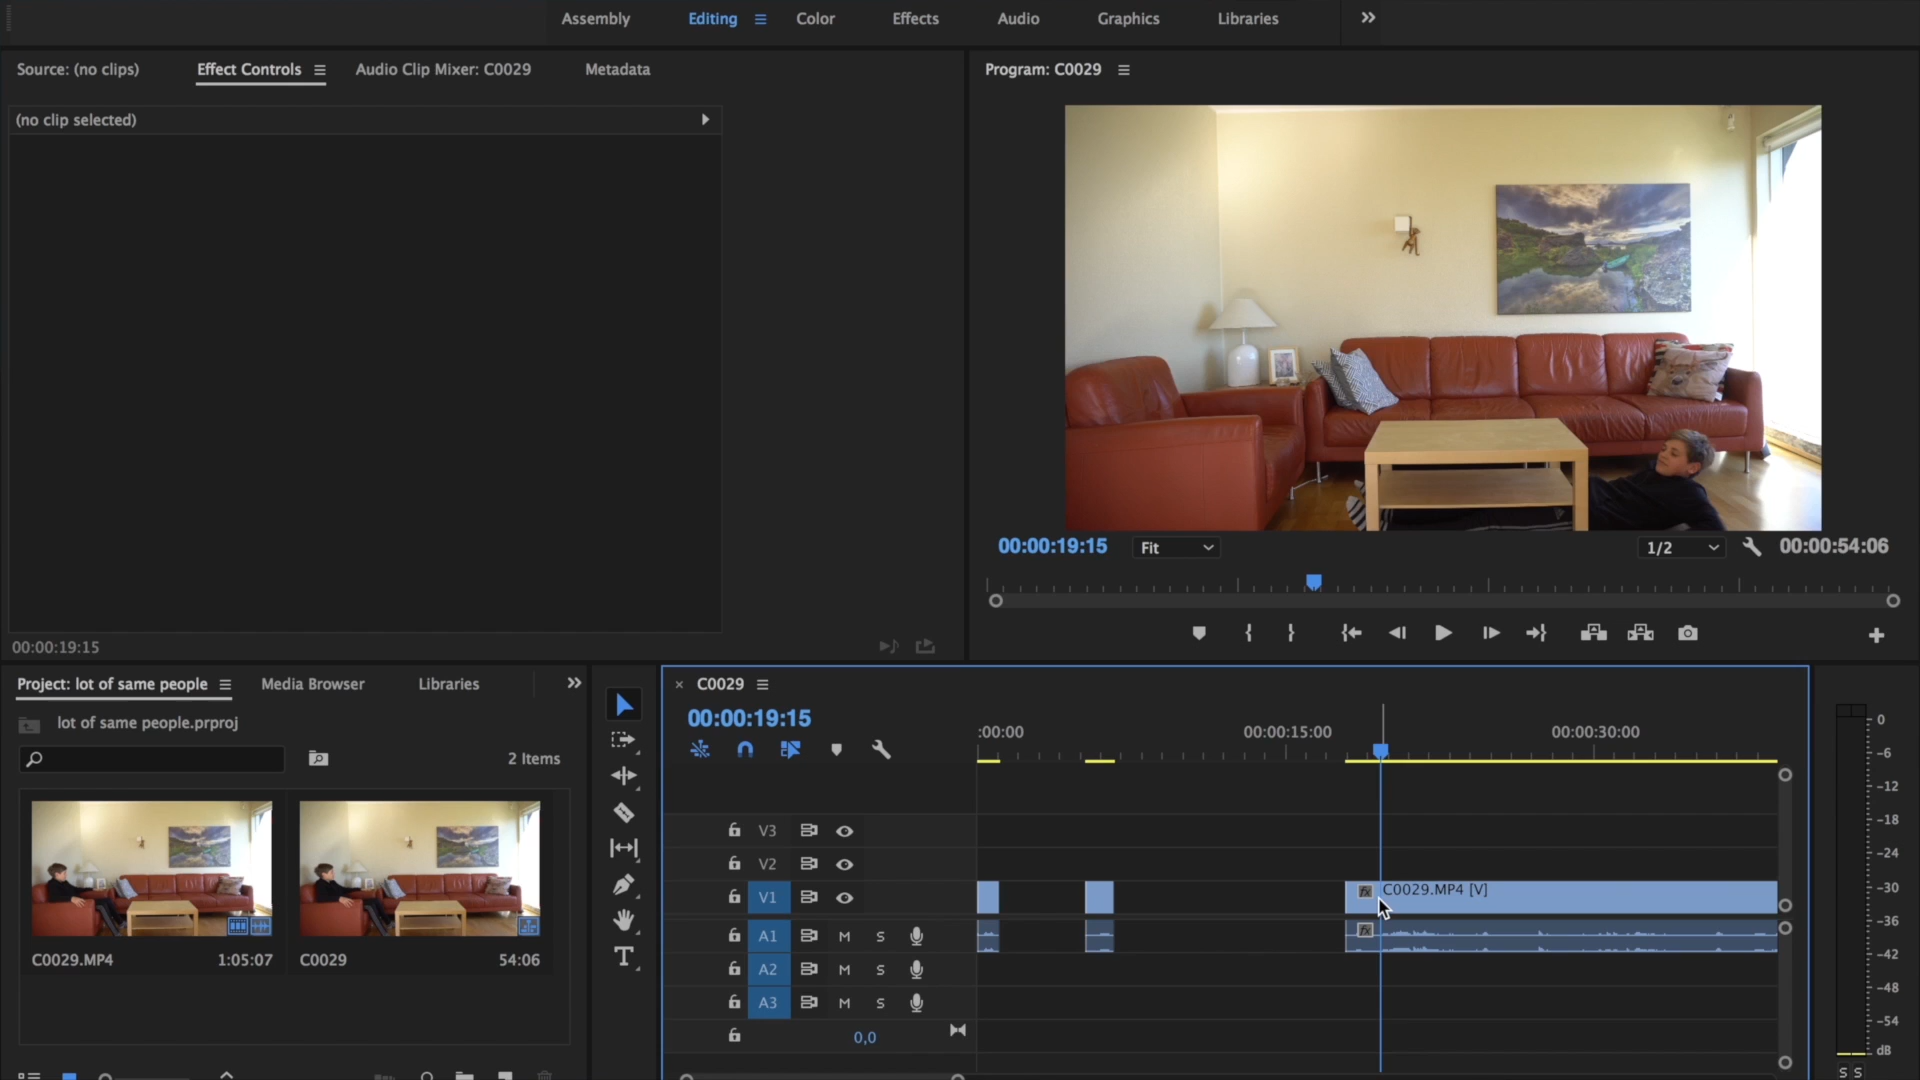 Assembly Editing Color Effects Audio Graphics Libraries
Source: (no clips) Effect Controls Audio Clip Mixer: C0029 Metadata
Program: C0029
(no clip selected)
00:00:19:15 Fit 1/2 00:00:54:06
00:00:19:15
Project: lot of same people Media Browser Libraries
lot of same people.prproj
2 Items
C0029.MP4 1:05:07
C0029 54:06
C0029
00:00:19:15
:00:00 00:00:15:00 00:00:30:00
V3
V2
V1
fx C0029.MP4 [V]
A1 M S
fx
A2 M S
A3 M S
0,0
0
-6
-12
-18
-24
-30
-36
-42
-48
-54
dB
S S
T